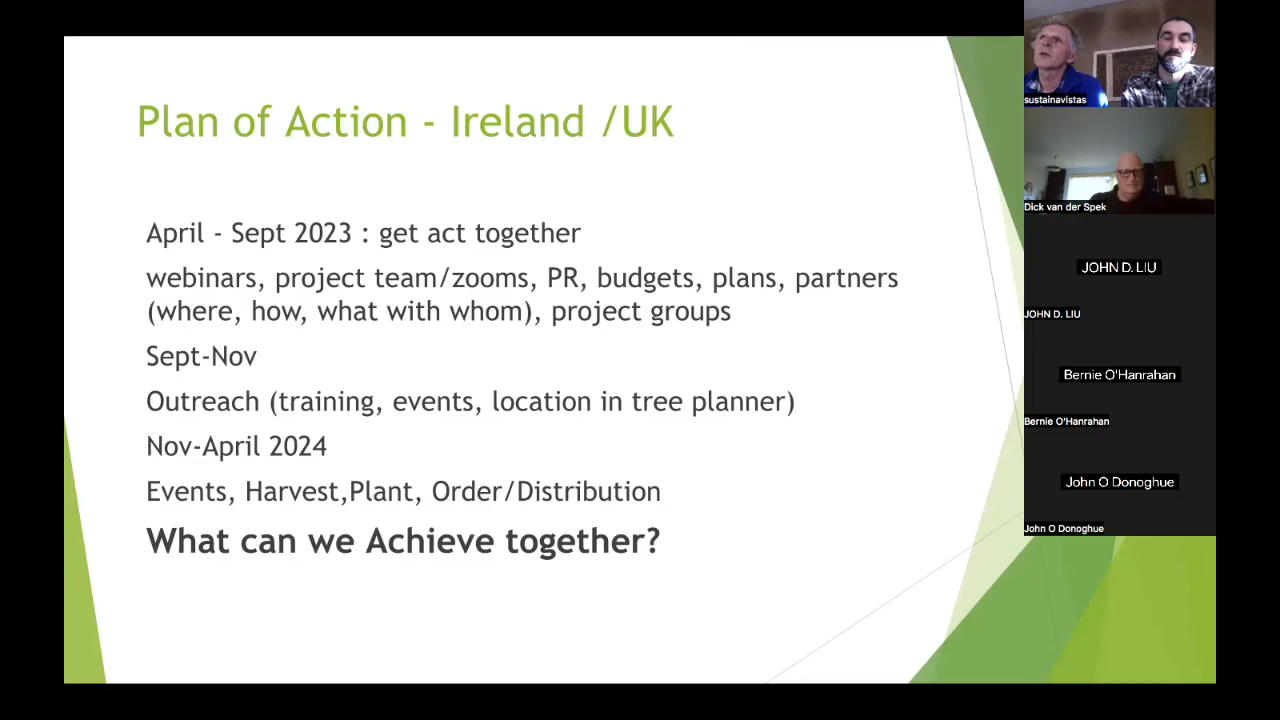 Plan of Action - Ireland /UK
April - Sept 2023 : get act together
webinars, project team/zooms, PR, budgets, plans, partners
(where, how, what with whom), project groups
Sept-Nov
Outreach (training, events, location in tree planner)
Nov-April 2024
Events, Harvest,Plant, Order/Distribution
What can we Achieve together?
sustainavistas
Dick van der Spek
JOHN D. LIU
JOHN D. LIU
Bernie O'Hanrahan
Bernie O'Hanrahan
John O Donoghue
John O Donoghue